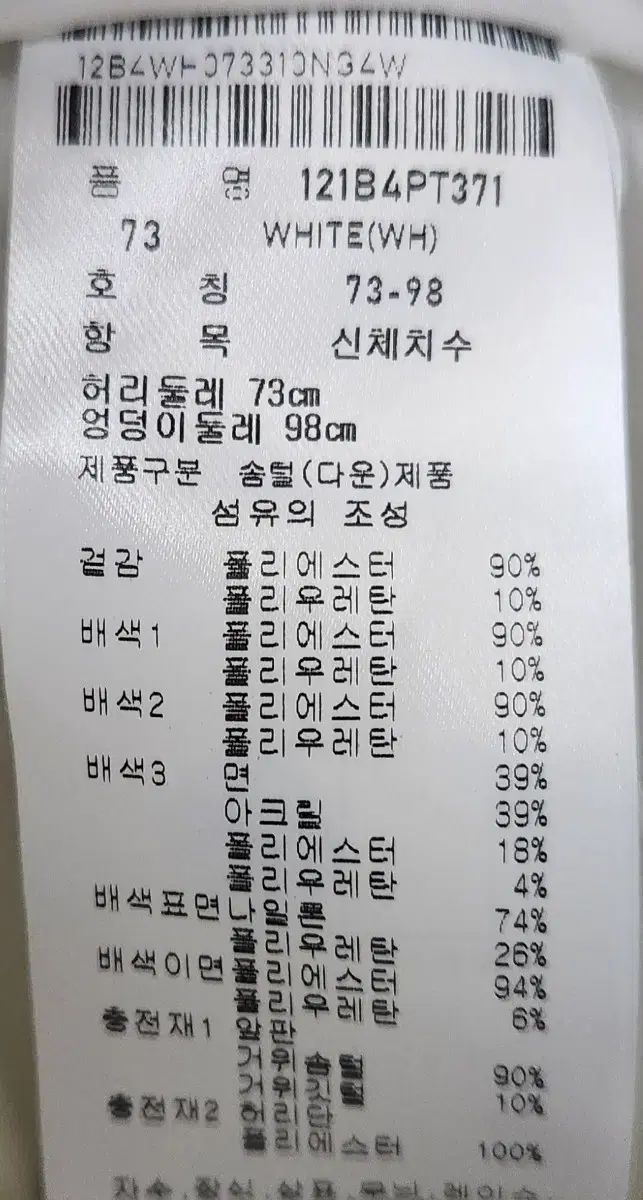 품 명 121B4PT371
73 WHITE(WH)
호 칭 73-98
항 목 신체치수
허리둘레 73cm
엉덩이둘레 98cm
제품구분 솜털(다운)제품
섬유의 조성
겉감 폴리에스터 90%
폴리우레탄 10%
배색1 폴리에스터 90%
폴리우레탄 10%
배색2 폴리에스터 90%
폴리우레탄 10%
배색3 면 39%
아크릴 39%
폴리에스터 18%
폴리우레탄 4%
배색표면 나일론 74%
폴리우레탄 26%
배색이면 폴리에스터 94%
폴리우레탄 6%
충전재1 앞판
거위솜털 90%
거위깃털 10%
충전재2 허리단
폴리에스터 100%